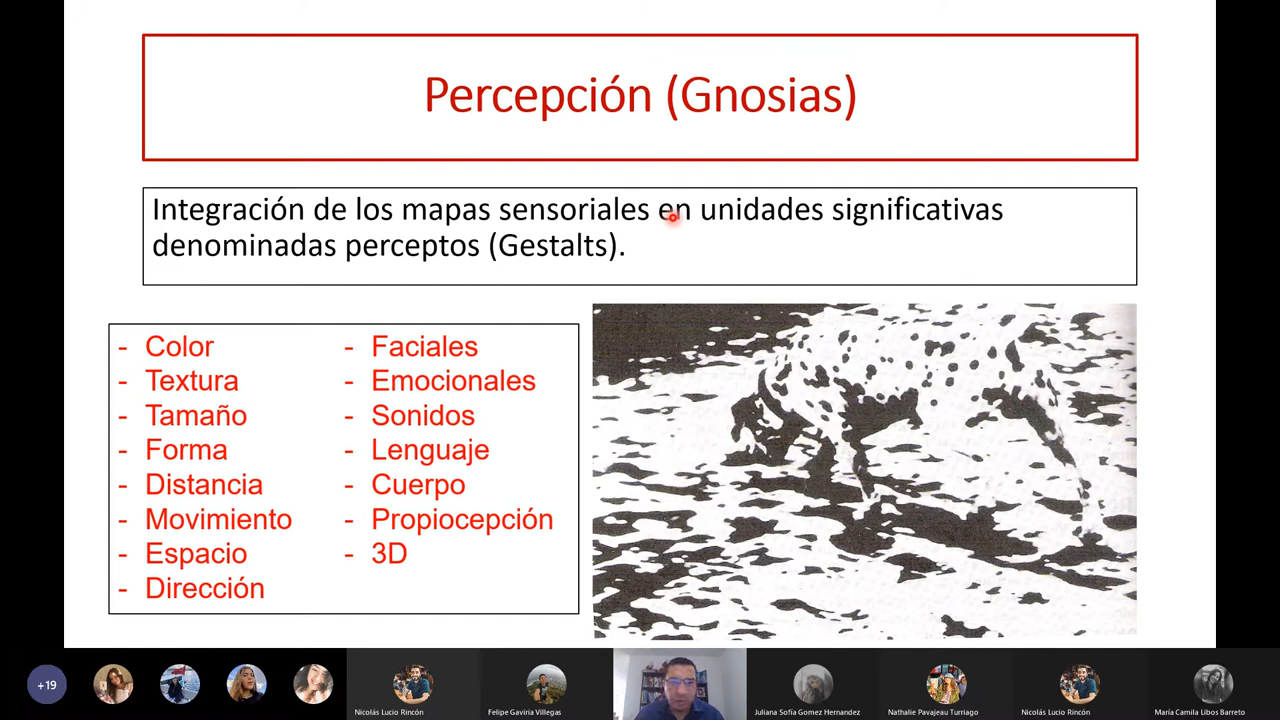 Percepción (Gnosias)
Integración de los mapas sensoriales en unidades significativas
denominadas perceptos (Gestalts).
- Color
- Textura
- Tamaño
- Forma
- Distancia
- Movimiento
- Espacio
- Dirección
- Faciales
- Emocionales
- Sonidos
- Lenguaje
- Cuerpo
- Propiocepción
- 3D
+19
Nicolás Lucio Rincón
Felipe Gaviria Villegas
Juliana Sofía Gomez Hernandez
Nathalie Pavajeau Turriago
Nicolás Lucio Rincón
María Camila Libos Barreto